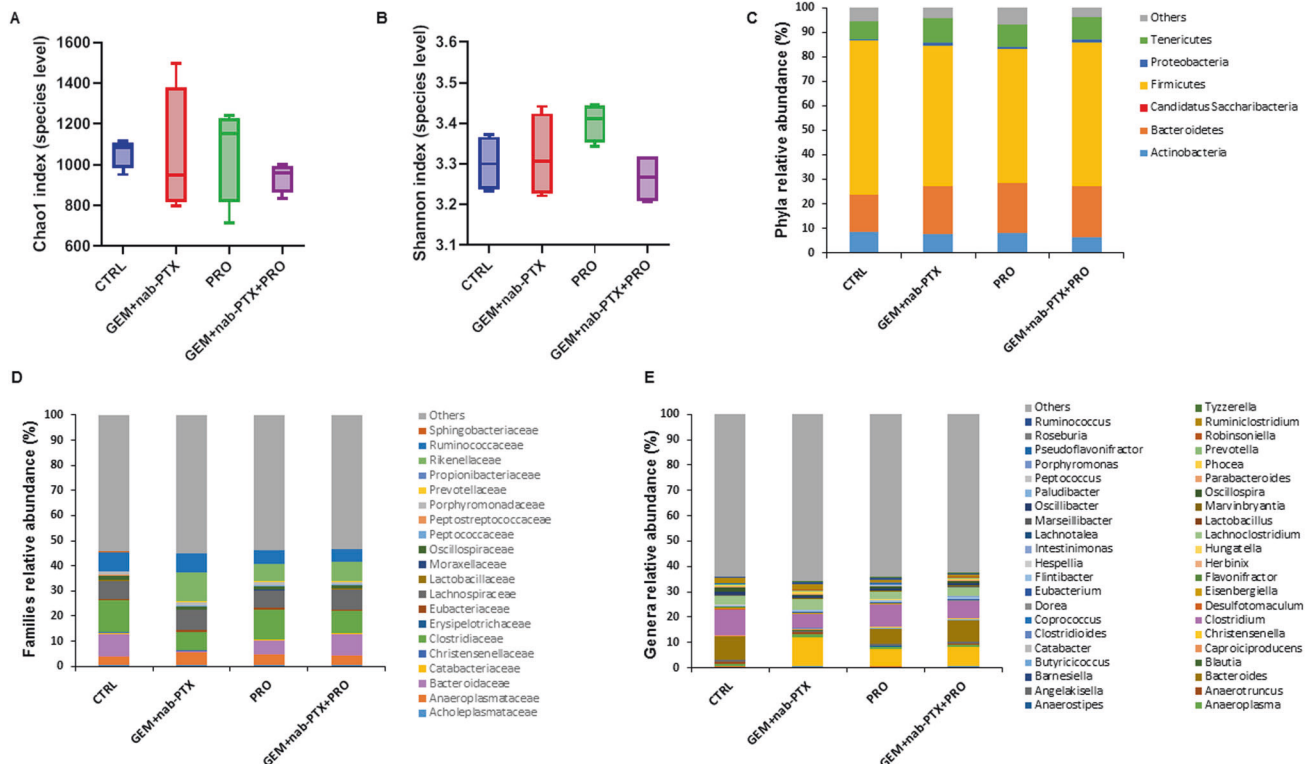 A
Chao1 index (species level)
1600
1400
1200
1000
800
600
CTRL
GEM+nab-PTX
PRO
GEM+nab-PTX+PRO
B
Shannon index (species level)
3.6
3.5
3.4
3.3
3.2
3.1
CTRL
GEM+nab-PTX
PRO
GEM+nab-PTX+PRO
C
Phyla relative abundance (%)
100
90
80
70
60
50
40
30
20
10
0
CTRL
GEM+nab-PTX
PRO
GEM+nab-PTX+PRO
Others
Tenericutes
Proteobacteria
Firmicutes
Candidatus Saccharibacteria
Bacteroidetes
Actinobacteria
D
Families relative abundance (%)
100
90
80
70
60
50
40
30
20
10
0
CTRL
GEM+nab-PTX
PRO
GEM+nab-PTX+PRO
Others
Sphingobacteriaceae
Ruminococcaceae
Rikenellaceae
Propionibacteriaceae
Prevotellaceae
Porphyromonadaceae
Peptostreptococcaceae
Peptococcaceae
Oscillospiraceae
Moraxellaceae
Lactobacillaceae
Lachnospiraceae
Eubacteriaceae
Erysipelotrichaceae
Clostridiaceae
Christensenellaceae
Catabacteriaceae
Bacteroidaceae
Anaeroplasmataceae
Acholeplasmataceae
E
Genera relative abundance (%)
100
90
80
70
60
50
40
30
20
10
0
CTRL
GEM+nab-PTX
PRO
GEM+nab-PTX+PRO
Others
Ruminococcus
Roseburia
Pseudoflavonifractor
Porphyromonas
Peptococcus
Paludibacter
Oscillibacter
Marseillibacter
Lachnotalea
Intestinimonas
Hespellia
Flintibacter
Eubacterium
Dorea
Coprococcus
Clostridioides
Catabacter
Butyricicoccus
Barnesiella
Angelakisella
Anaerostipes
Tyzzerella
Ruminiclostridium
Robinsoniella
Prevotella
Phocea
Parabacteroides
Oscillospira
Marvinbryantia
Lactobacillus
Lachnoclostridium
Hungatella
Herbinix
Flavonifractor
Eisenbergiella
Desulfotomaculum
Clostridium
Christensenella
Caproiciproducens
Blautia
Bacteroides
Anaerotruncus
Anaeroplasma